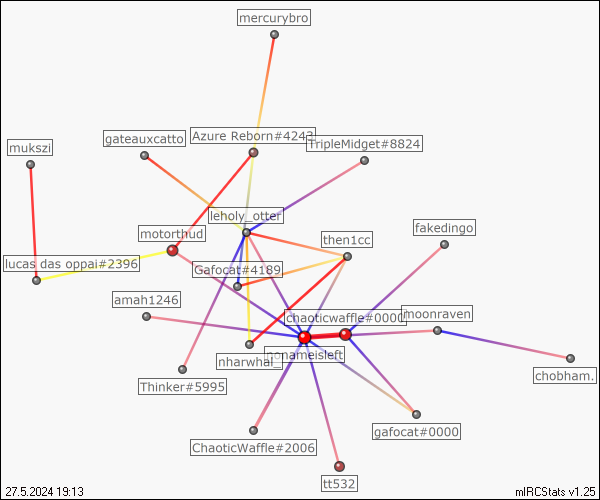 mercurybro
Azure Reborn#4243
gateauxcatto
TripleMidget#8824
mukszi
leholy_otter
fakedingo
motorthud
then1cc
lucas das oppai#2396
Gafocat#4189
amah1246
chaoticwaffle#0000
moonraven
nharwhal_
nonameisleft
Thinker#5995
chobham.
gafocat#0000
ChaoticWaffle#2006
tt532
27.5.2024 19:13
mIRCStats v1.25